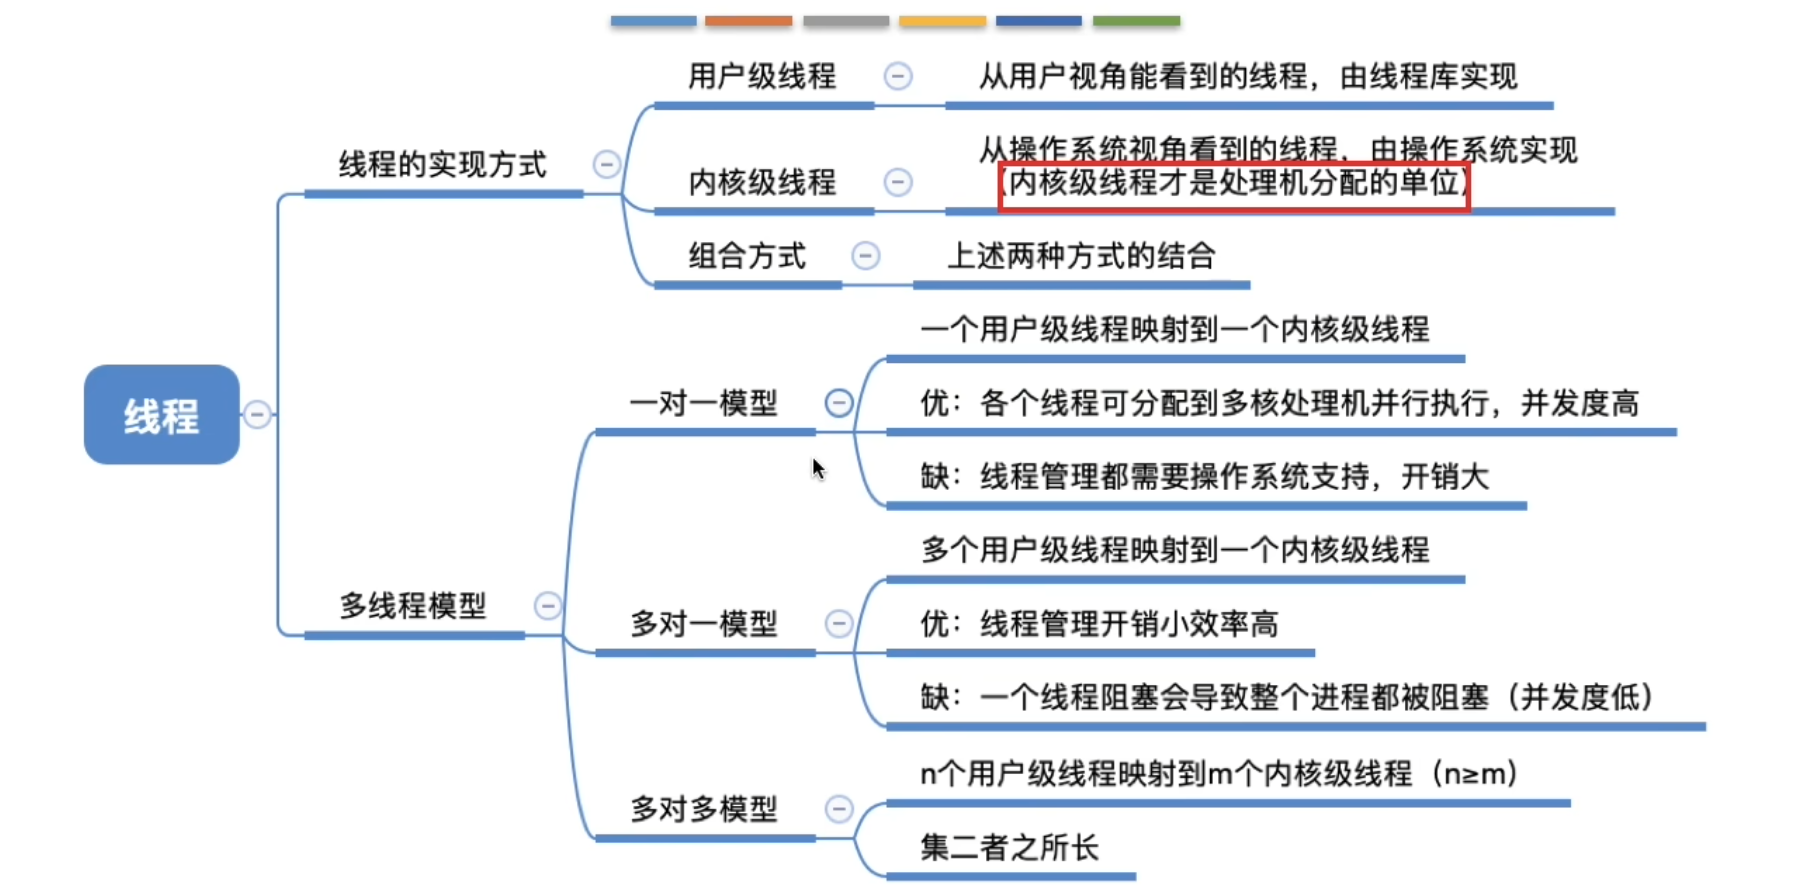 线程
线程的实现方式
用户级线程
从用户视角能看到的线程，由线程库实现
内核级线程
从操作系统视角看到的线程，由操作系统实现
（内核级线程才是处理机分配的单位）
组合方式
上述两种方式的结合
多线程模型
一对一模型
一个用户级线程映射到一个内核级线程
优：各个线程可分配到多核处理机并行执行，并发度高
缺：线程管理都需要操作系统支持，开销大
多对一模型
多个用户级线程映射到一个内核级线程
优：线程管理开销小效率高
缺：一个线程阻塞会导致整个进程都被阻塞（并发度低）
多对多模型
n个用户级线程映射到m个内核级线程（n≥m）
集二者之所长